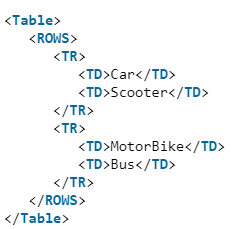 <Table>
<ROWS>
<TR>
<TD>Car</TD>
<TD>Scooter</TD>
</TR>
<TR>
<TD>MotorBike</TD>
<TD>Bus</TD>
</TR>
</ROWS>
</Table>